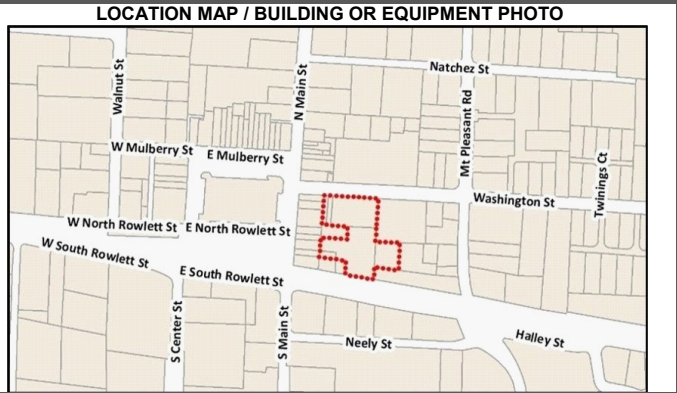 LOCATION MAP / BUILDING OR EQUIPMENT PHOTO
Natchez St
Walnut St
N Main St
Mt Pleasant Rd
W Mulberry St
E Mulberry St
Washington St
Twinings Ct
W North Rowlett St
E North Rowlett St
W South Rowlett St
E South Rowlett St
S Center St
S Main St
Neely St
Halley St